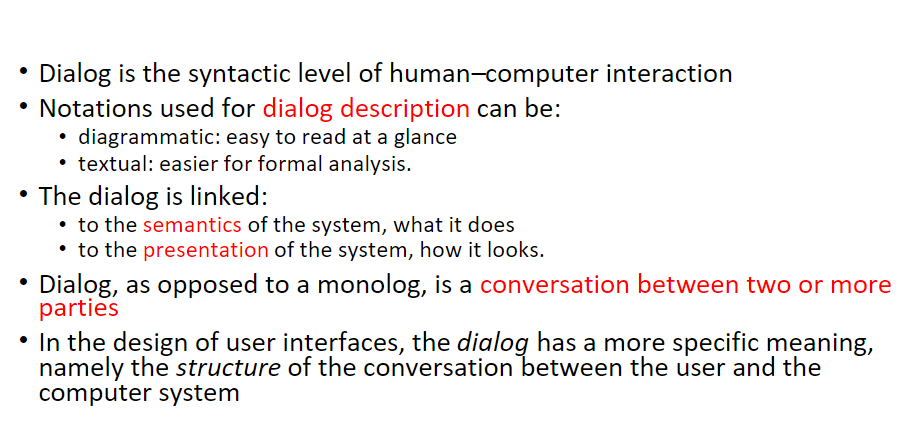 • Dialog is the syntactic level of human–computer interaction
• Notations used for dialog description can be:
• diagrammatic: easy to read at a glance
• textual: easier for formal analysis.
• The dialog is linked:
• to the semantics of the system, what it does
• to the presentation of the system, how it looks.
• Dialog, as opposed to a monolog, is a conversation between two or more
parties
• In the design of user interfaces, the dialog has a more specific meaning,
namely the structure of the conversation between the user and the
computer system